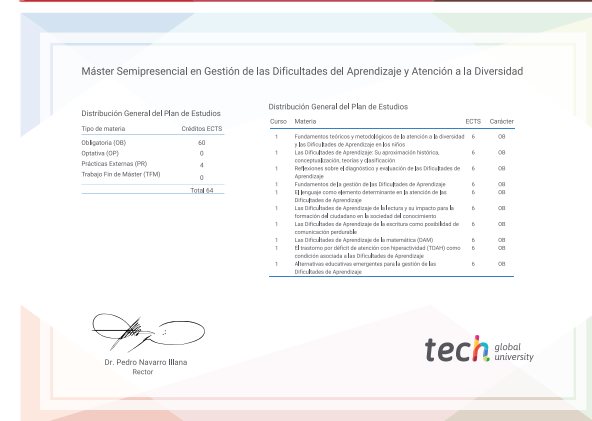 Máster Semipresencial en Gestión de las Dificultades del Aprendizaje y Atención a la Diversidad
Distribución General del Plan de Estudios
Tipo de materia Créditos ECTS
Obligatoria (OB) 60
Optativa (OP) 0
Prácticas Externas (PR) 4
Trabajo Fin de Máster (TFM) 0
Total 64
Distribución General del Plan de Estudios
Curso Materia ECTS Carácter
1 Fundamentos teóricos y metodológicos de la atención a la diversidad 6 OB
y las Dificultades de Aprendizaje en los niños
1 Las Dificultades de Aprendizaje: Su aproximación histórica, 6 OB
conceptualización, teorías y clasificación
1 Reflexiones sobre el diagnóstico y evaluación de las Dificultades de 6 OB
Aprendizaje
1 Fundamentos de la gestión de las Dificultades de Aprendizaje 6 OB
1 El lenguaje como elemento determinante en la atención de las 6 OB
Dificultades de Aprendizaje
1 Las Dificultades de Aprendizaje de la lectura y su impacto para la 6 OB
formación del ciudadano en la sociedad del conocimiento
1 Las Dificultades de Aprendizaje de la escritura como posibilidad de 6 OB
comunicación perdurable
1 Las Dificultades de Aprendizaje de la matemática (DAM) 6 OB
1 El trastorno por déficit de atención con hiperactividad (TDAH) como 6 OB
condición asociada a las Dificultades de Aprendizaje
1 Alternativas educativas emergentes para la gestión de las 6 OB
Dificultades de Aprendizaje
Dr. Pedro Navarro Illana
Rector
tech global
university